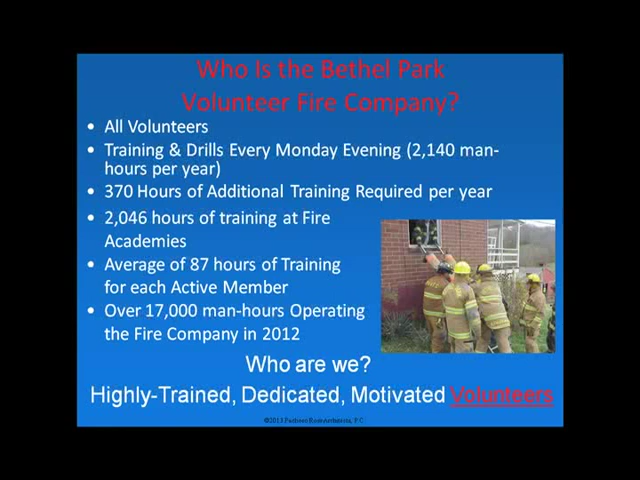 Who Is the Bethel Park
Volunteer Fire Company?
• All Volunteers
• Training & Drills Every Monday Evening (2,140 man-
hours per year)
• 370 Hours of Additional Training Required per year
• 2,046 hours of training at Fire
Academies
• Average of 87 hours of Training
for each Active Member
• Over 17,000 man-hours Operating
the Fire Company in 2012
Who are we?
Highly-Trained, Dedicated, Motivated Volunteers
©2013 P.C.